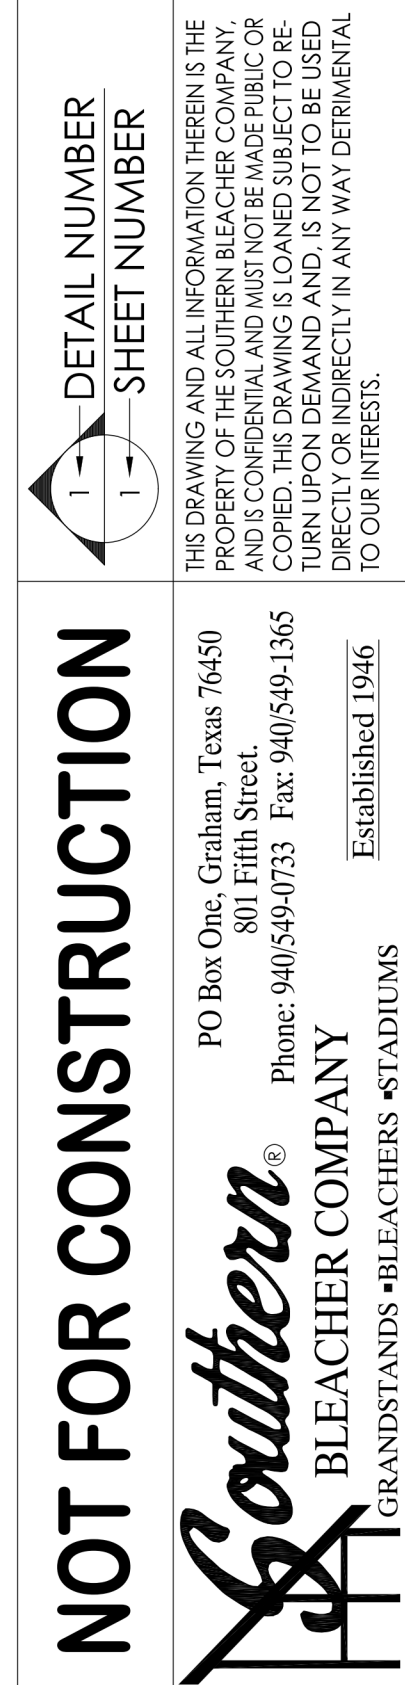 NOT FOR CONSTRUCTION
1 DETAIL NUMBER
1 SHEET NUMBER
Southern®
BLEACHER COMPANY
GRANDSTANDS ▪BLEACHERS ▪STADIUMS
PO Box One, Graham, Texas 76450
801 Fifth Street.
Phone: 940/549-0733 Fax: 940/549-1365
Established 1946
THIS DRAWING AND ALL INFORMATION THEREIN IS THE
PROPERTY OF THE SOUTHERN BLEACHER COMPANY,
AND IS CONFIDENTIAL AND MUST NOT BE MADE PUBLIC OR
COPIED. THIS DRAWING IS LOANED SUBJECT TO RE-
TURN UPON DEMAND AND, IS NOT TO BE USED
DIRECTLY OR INDIRECTLY IN ANY WAY DETRIMENTAL
TO OUR INTERESTS.